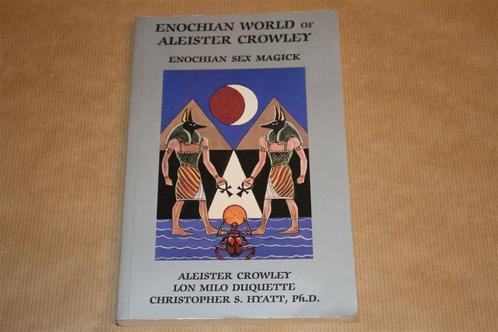 ENOCHIAN WORLD OF
ALEISTER CROWLEY
ENOCHIAN SEX MAGICK
ALEISTER CROWLEY
LON MILO DUQUETTE
CHRISTOPHER S. HYATT, Ph.D.